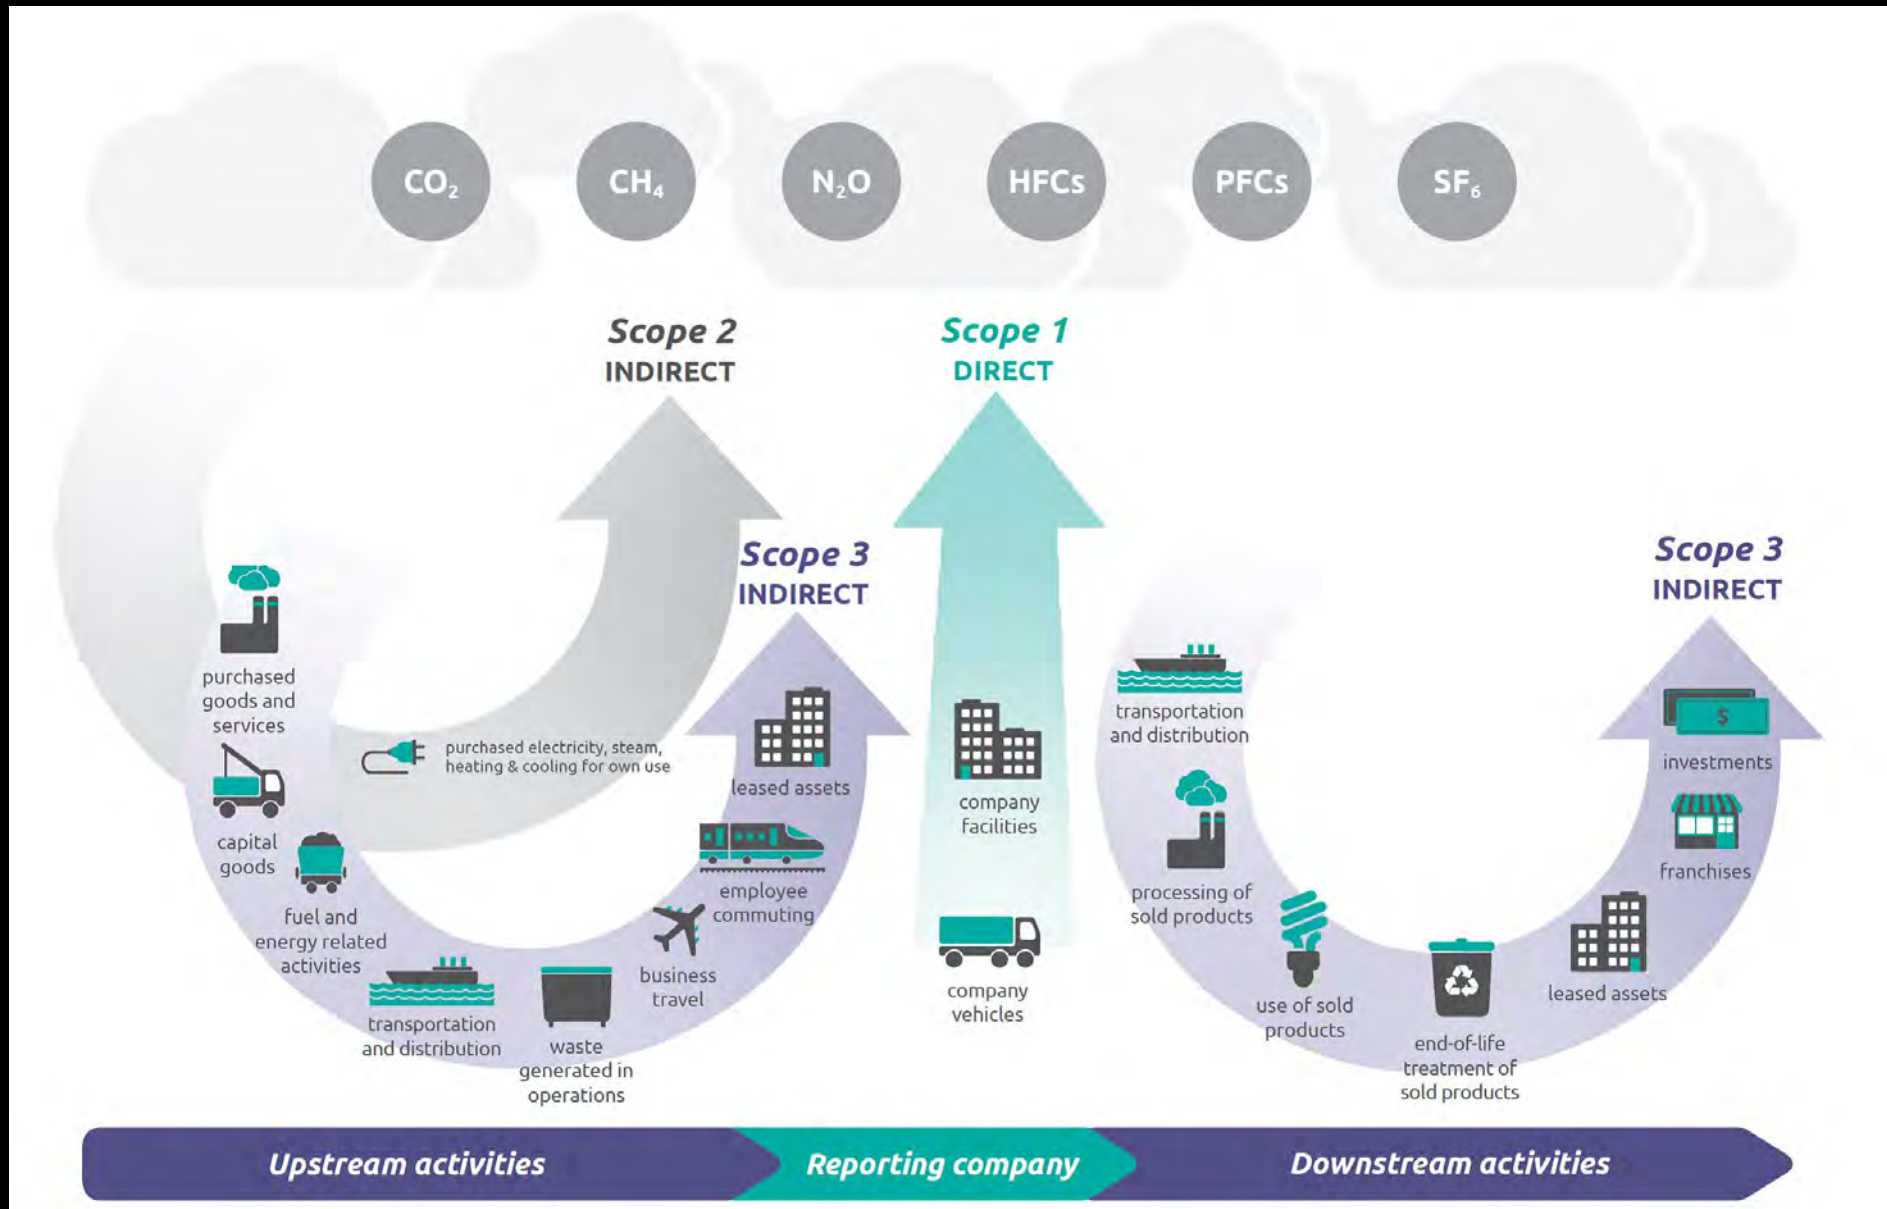 CO₂
CH₄
N₂O
HFCs
PFCs
SF₆
Scope 2
INDIRECT
Scope 1
DIRECT
Scope 3
INDIRECT
Scope 3
INDIRECT
purchased
goods and
services
capital
goods
fuel and
energy related
activities
purchased electricity, steam,
heating & cooling for own use
transportation
and distribution
waste
generated in
operations
business
travel
employee
commuting
leased assets
company
facilities
company
vehicles
transportation
and distribution
processing of
sold products
use of sold
products
end-of-life
treatment of
sold products
leased assets
franchises
$
investments
Upstream activities
Reporting company
Downstream activities